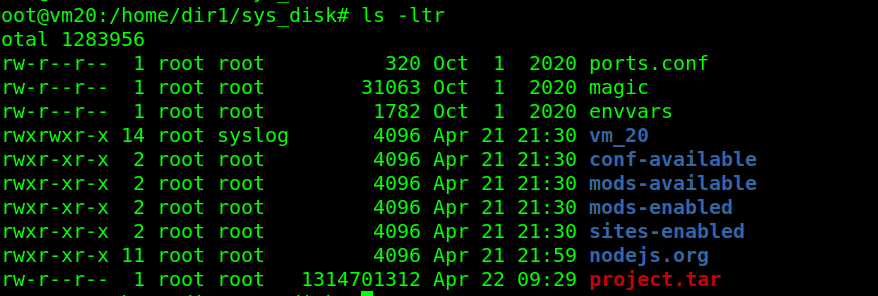 oot@vm20:/home/dir1/sys_disk# ls -ltr
otal 1283956
rw-r--r-- 1 root root 320 Oct 1 2020 ports.conf
rw-r--r-- 1 root root 31063 Oct 1 2020 magic
rw-r--r-- 1 root root 1782 Oct 1 2020 envvars
rwxrwxr-x 14 root syslog 4096 Apr 21 21:30 vm_20
rwxr-xr-x 2 root root 4096 Apr 21 21:30 conf-available
rwxr-xr-x 2 root root 4096 Apr 21 21:30 mods-available
rwxr-xr-x 2 root root 4096 Apr 21 21:30 mods-enabled
rwxr-xr-x 2 root root 4096 Apr 21 21:30 sites-enabled
rwxr-xr-x 11 root root 4096 Apr 21 21:59 nodejs.org
rw-r--r-- 1 root root 1314701312 Apr 22 09:29 project.tar